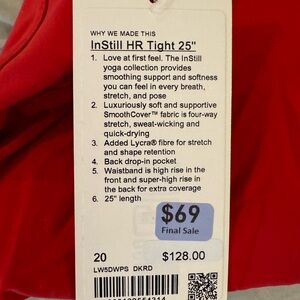 WHY WE MADE THIS
InStill HR Tight 25"
1. Love at first feel. The InStill
yoga collection provides
smoothing support and softness
you can feel in every breath,
stretch, and pose
2. Luxuriously soft and supportive
SmoothCover™ fabric is four-way
stretch, sweat-wicking and
quick-drying
3. Added Lycra® fibre for stretch
and shape retention
4. Back drop-in pocket
5. Waistband is high rise in the
front and super-high rise in
the back for extra coverage
6. 25" length
$69
Final Sale
20 $128.00
LW5DWPS DKRD